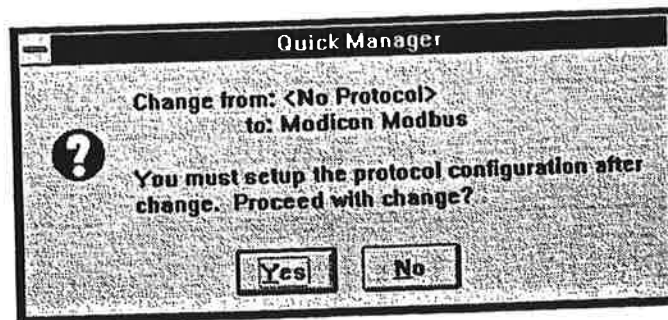 Quick Manager
Change from: <No Protocol>
to: Modicon Modbus
You must setup the protocol configuration after
change. Proceed with change?
Yes
No